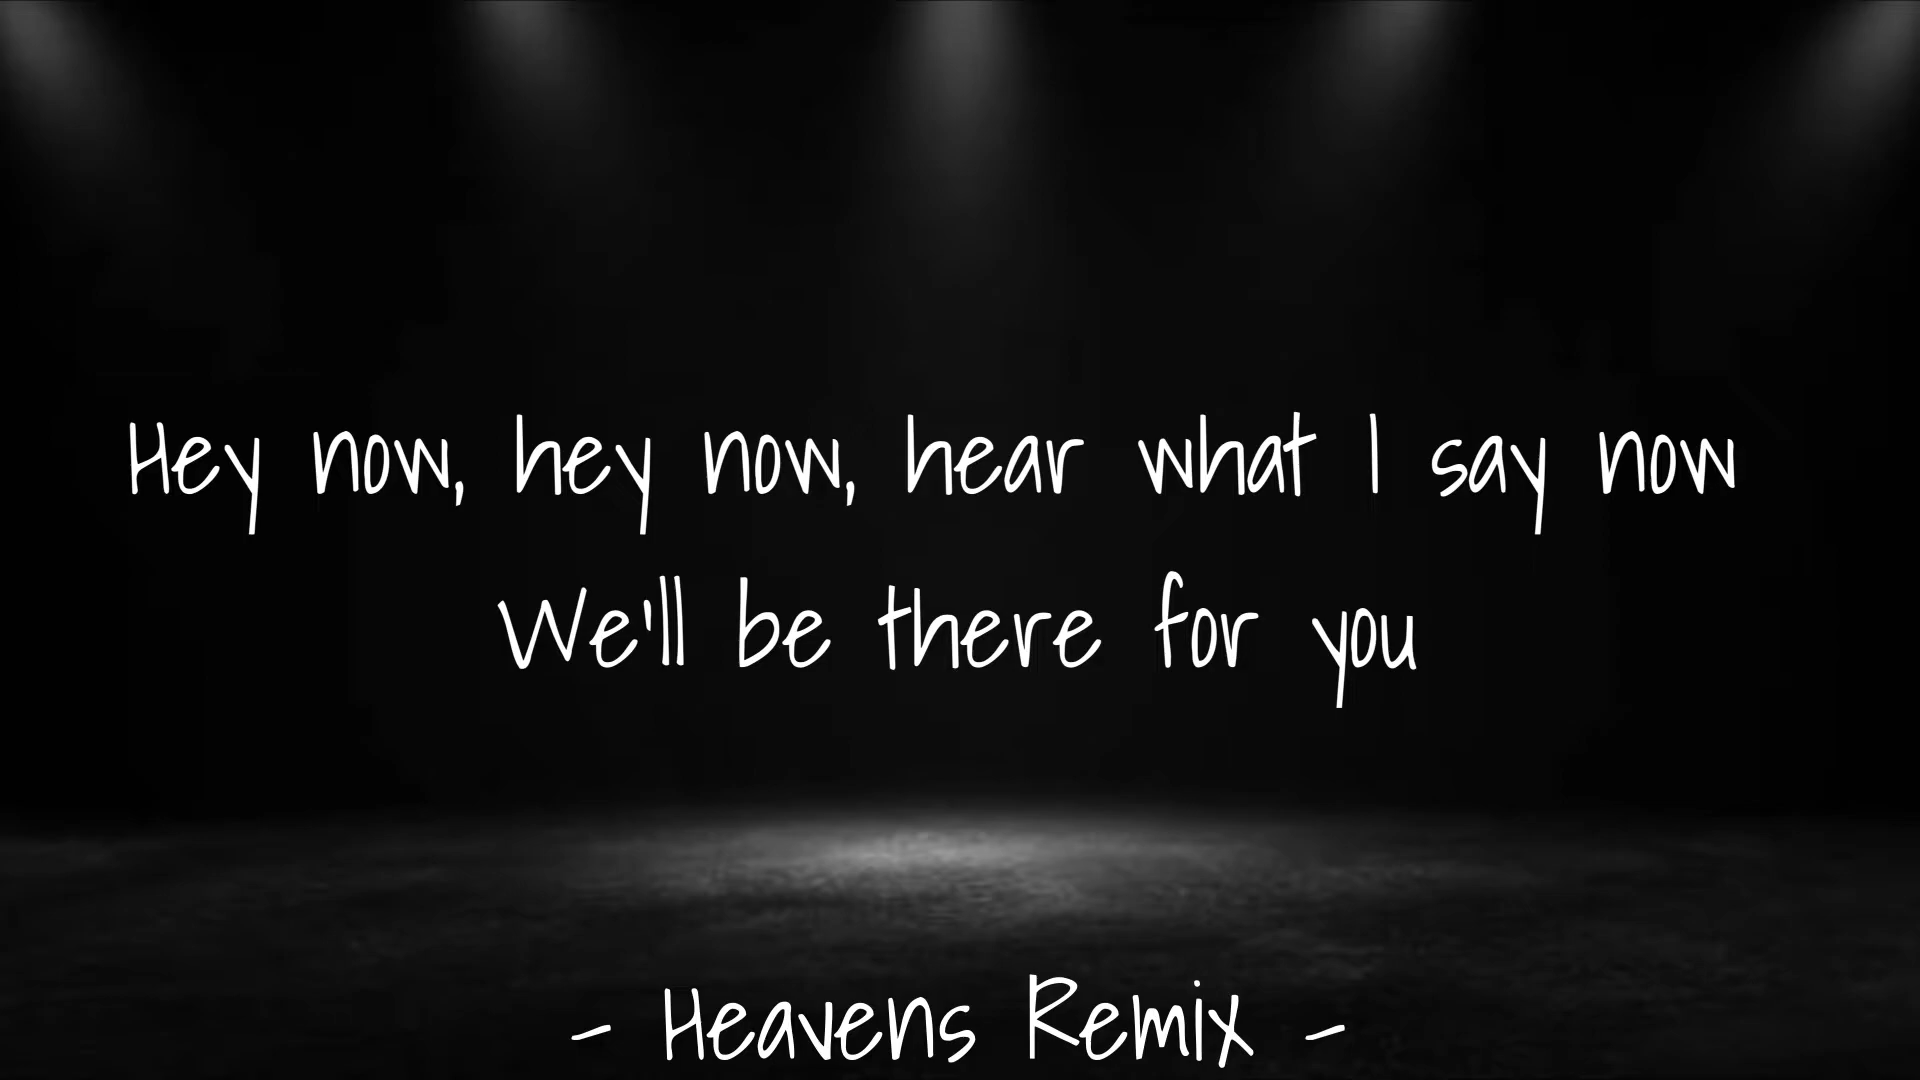 Hey now, hey now, hear what I say now
We'll be there for you
- Heavens Remix -